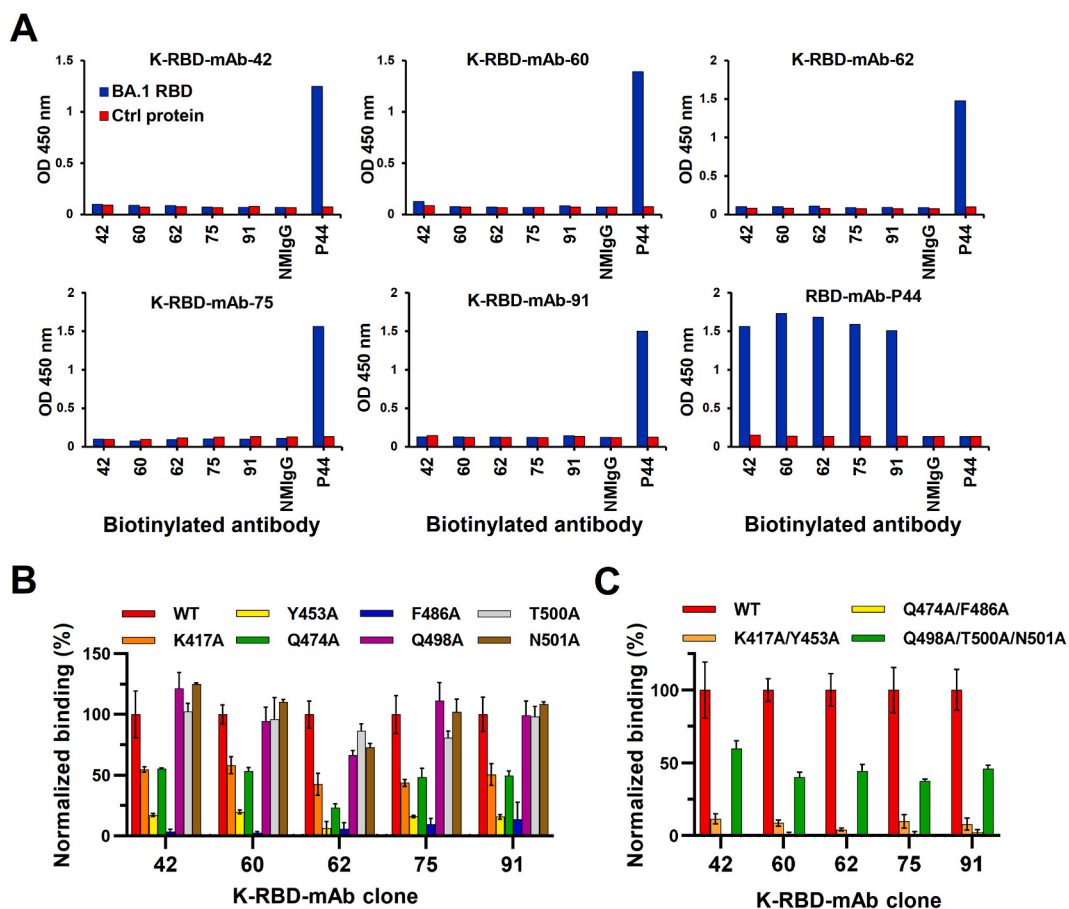 A
K-RBD-mAb-42
OD 450 nm
1.5
1
0.5
0
BA.1 RBD
Ctrl protein
42 60 62 75 91 NMIgG P44
K-RBD-mAb-60
OD 450 nm
1.5
1
0.5
0
42 60 62 75 91 NMIgG P44
K-RBD-mAb-62
OD 450 nm
2
1.5
1
0.5
0
42 60 62 75 91 NMIgG P44
K-RBD-mAb-75
OD 450 nm
2
1.5
1
0.5
0
42 60 62 75 91 NMIgG P44
Biotinylated antibody
K-RBD-mAb-91
OD 450 nm
2
1.5
1
0.5
0
42 60 62 75 91 NMIgG P44
Biotinylated antibody
RBD-mAb-P44
OD 450 nm
2
1.5
1
0.5
0
42 60 62 75 91 NMIgG P44
Biotinylated antibody
B
WT Y453A F486A T500A
K417A Q474A Q498A N501A
Normalized binding (%)
150
100
50
0
42 60 62 75 91
K-RBD-mAb clone
C
WT Q474A/F486A
K417A/Y453A Q498A/T500A/N501A
Normalized binding (%)
100
50
0
42 60 62 75 91
K-RBD-mAb clone